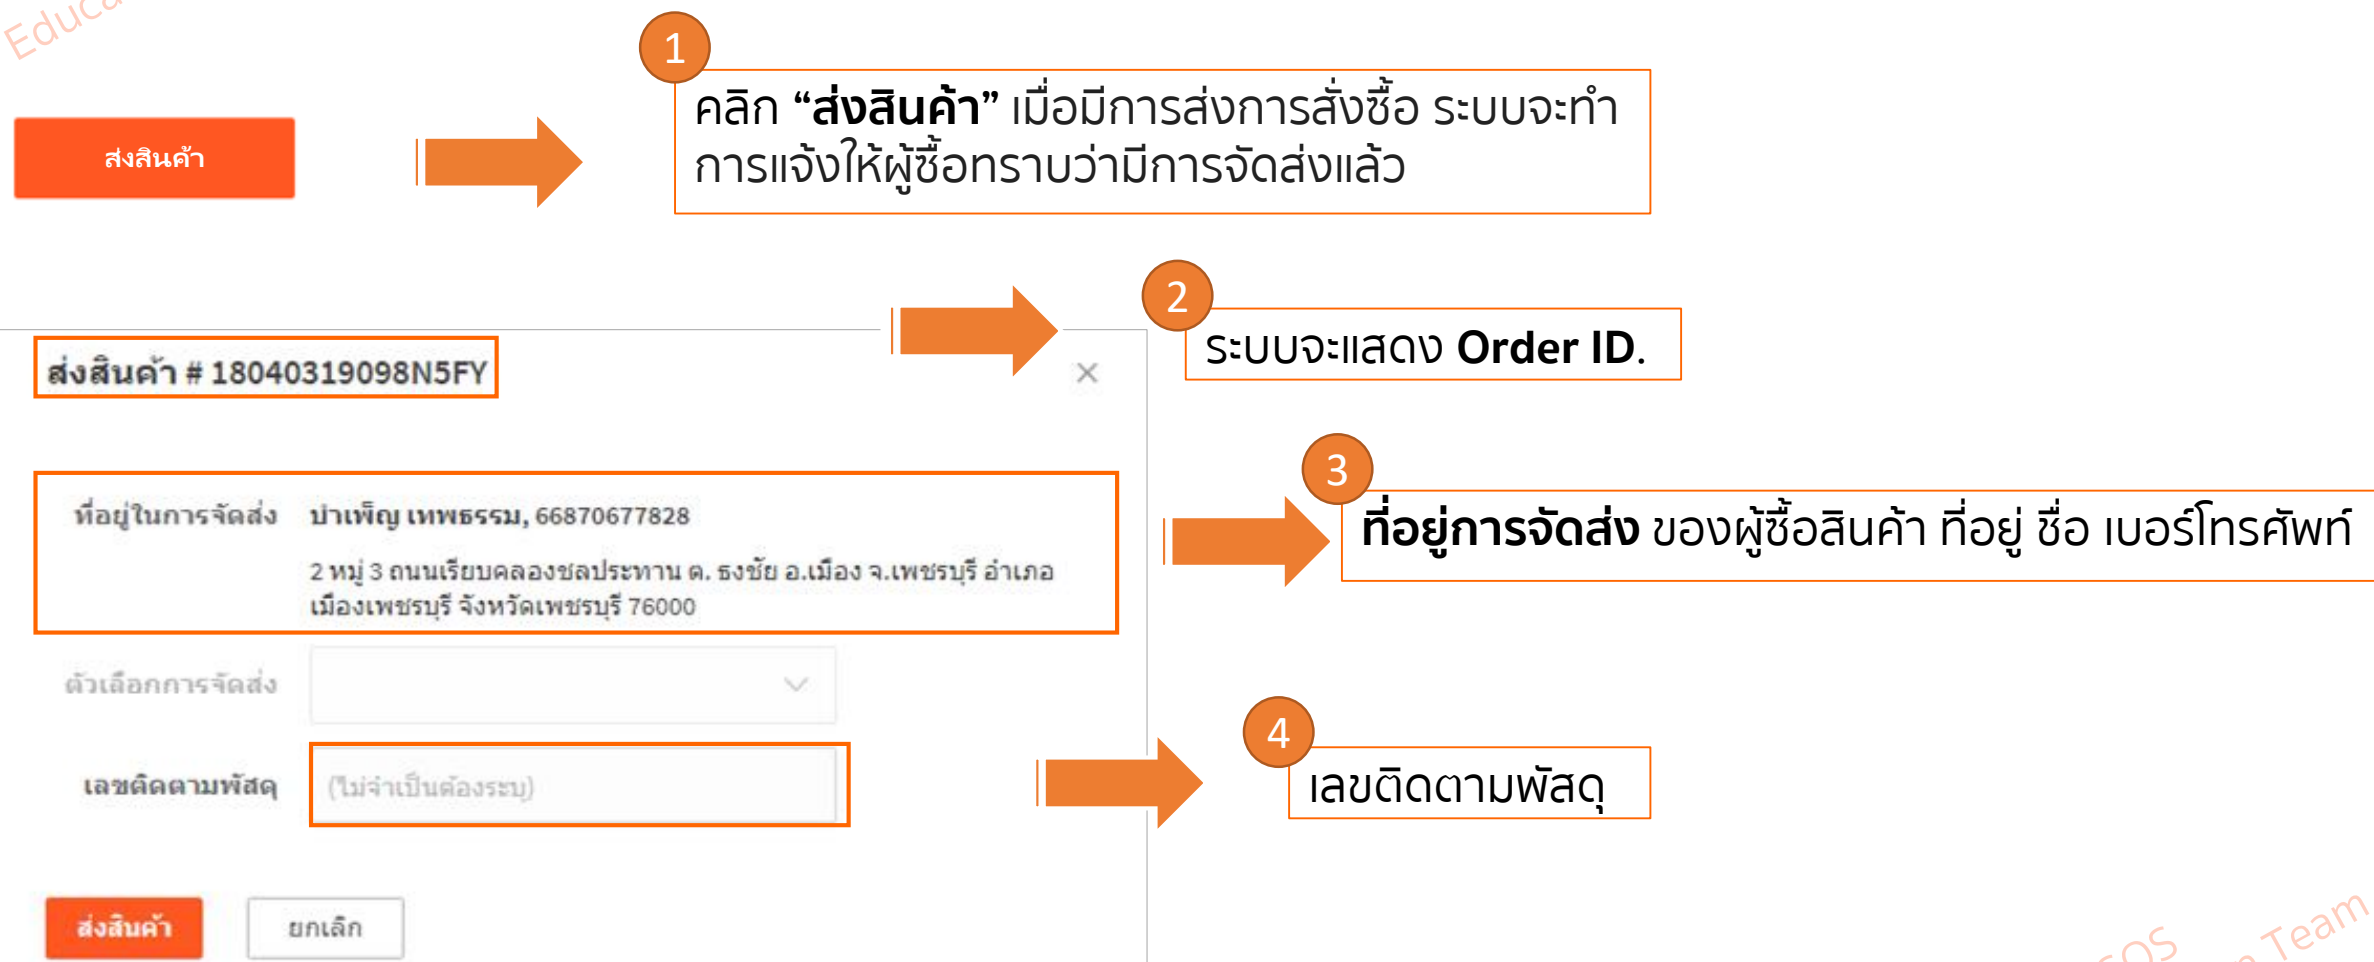 1
คลิก “ส่งสินค้า” เมื่อมีการส่งการสั่งซื้อ ระบบจะทำ
การแจ้งให้ผู้ซื้อทราบว่ามีการจัดส่งแล้ว
ส่งสินค้า
2
ระบบจะแสดง Order ID.
ส่งสินค้า # 18040319098N5FY
3
ที่อยู่การจัดส่ง ของผู้ซื้อสินค้า ที่อยู่ ชื่อ เบอร์โทรศัพท์
ที่อยู่ในการจัดส่ง บำเพ็ญ เทพธรรม, 66870677828
2 หมู่ 3 ถนนเรียบคลองชลประทาน ต. ธงชัย อ.เมือง จ.เพชรบุรี อำเภอ
เมืองเพชรบุรี จังหวัดเพชรบุรี 76000
ตัวเลือกการจัดส่ง
4
เลขติดตามพัสดุ
เลขติดตามพัสดุ (ไม่จำเป็นต้องระบุ)
ส่งสินค้า ยกเลิก
Team